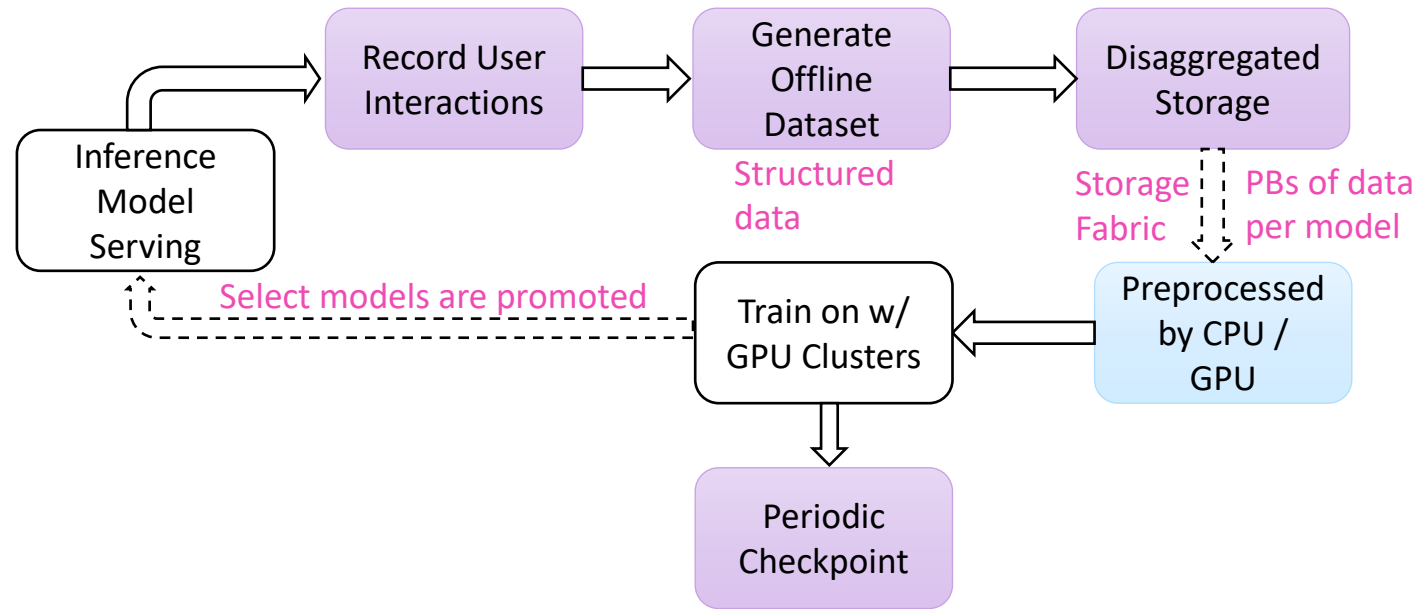 Record User
Interactions
Generate
Offline
Dataset
Disaggregated
Storage
Inference
Model
Serving
Structured
data
Storage
Fabric
PBs of data
per model
Select models are promoted
Train on w/
GPU Clusters
Preprocessed
by CPU /
GPU
Periodic
Checkpoint